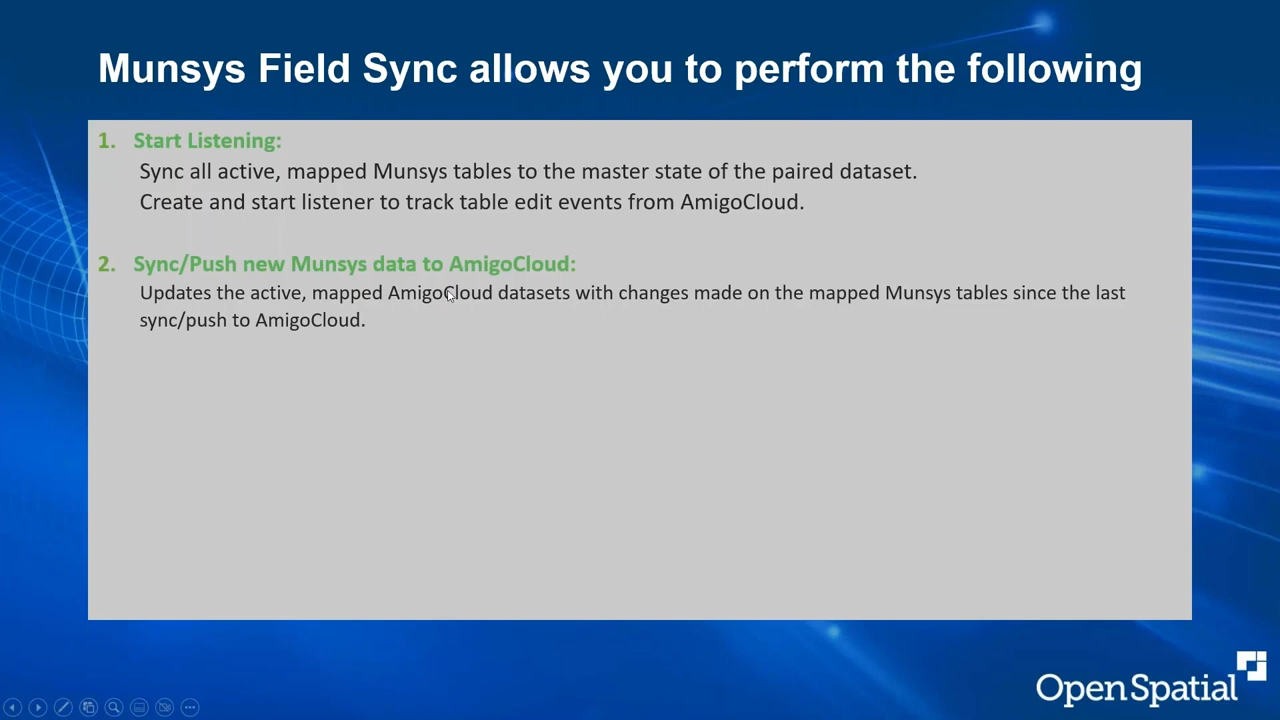 Munsys Field Sync allows you to perform the following
1. Start Listening:
Sync all active, mapped Munsys tables to the master state of the paired dataset.
Create and start listener to track table edit events from AmigoCloud.
2. Sync/Push new Munsys data to AmigoCloud:
Updates the active, mapped AmigoCloud datasets with changes made on the mapped Munsys tables since the last
sync/push to AmigoCloud.
Open Spatial